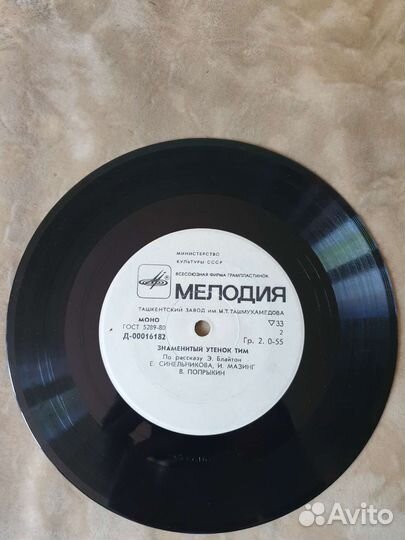 МИНИСТЕРСТВО
КУЛЬТУРЫ СССР
ВСЕСОЮЗНАЯ ФИРМА ГРАМПЛАСТИНОК
МЕЛОДИЯ
ТАШКЕНТСКИЙ ЗАВОД ИМ. М.Т. ТАШМУХАМЕДОВА
МОНО
▽33
ГОСТ 5289-80
2
Д-00016182
Гр. 2. 0-55
ЗНАМЕНИТЫЙ УТЕНОК ТИМ
По рассказу Э. Блайтон
Е. СИНЕЛЬНИКОВА, И. МАЗИНГ
В. ПОПРЫКИН
Avito